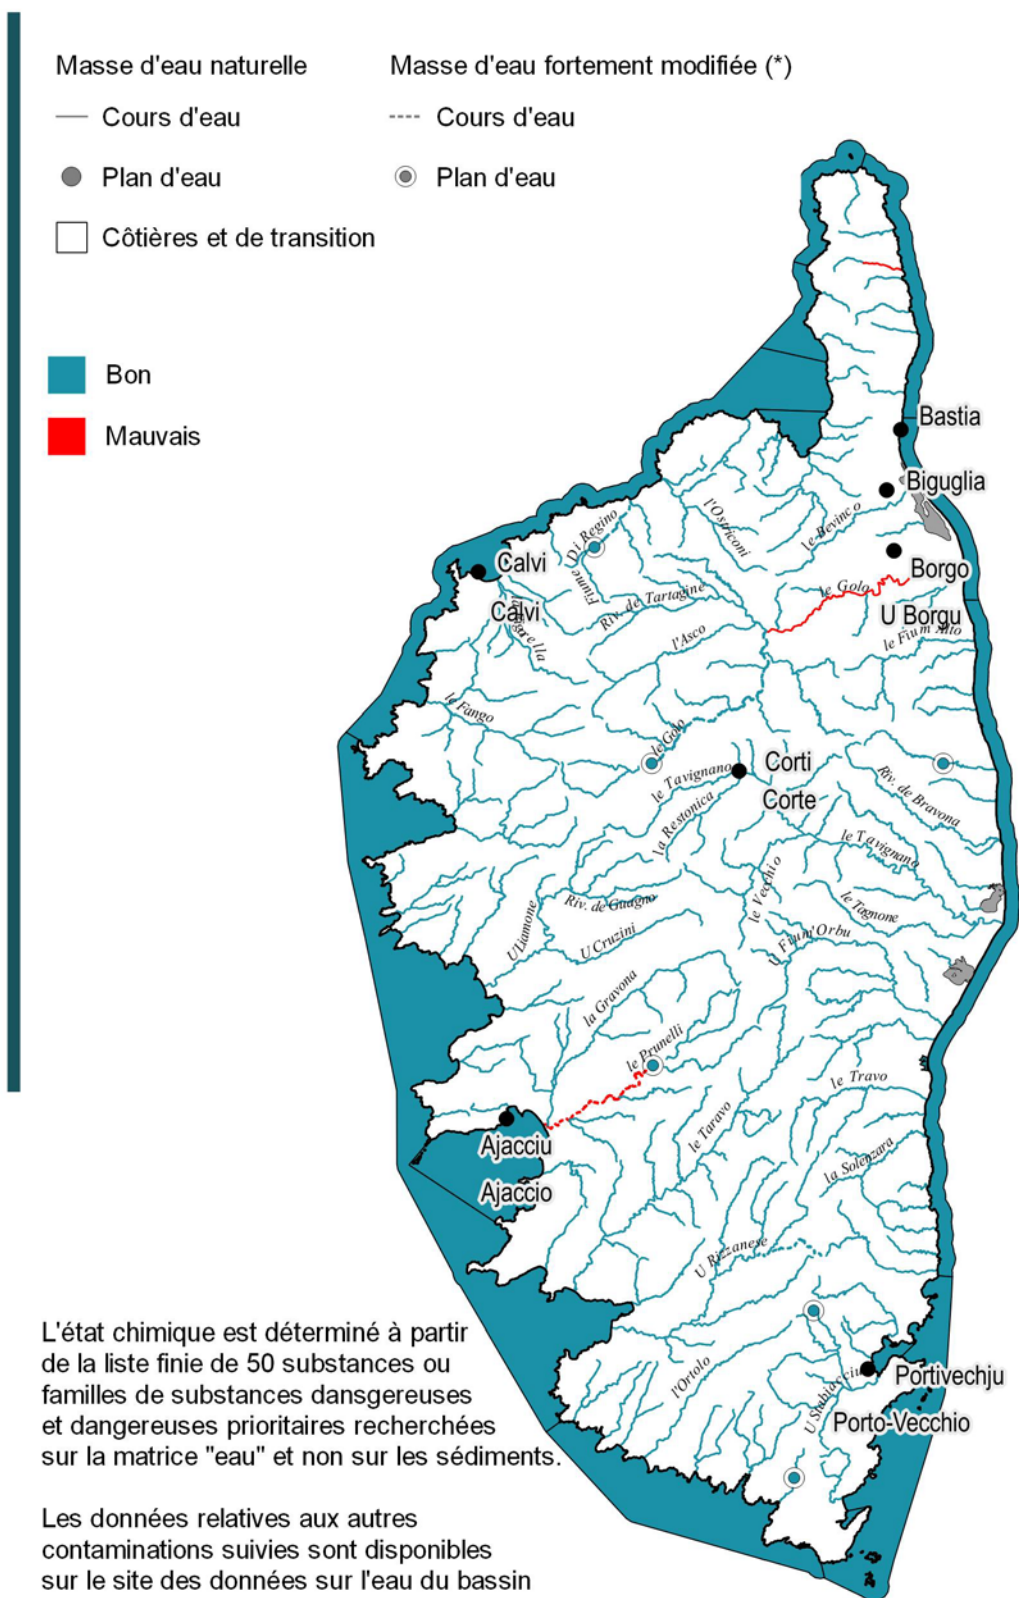 Masse d'eau naturelle
Masse d'eau fortement modifiée (*)
Cours d'eau
Cours d'eau
Plan d'eau
Plan d'eau
Côtières et de transition
Bon
Mauvais
Bastia
Biguglia
l'Ostriconi
le Bevinco
Fiume Di Regino
Calvi
Borgo
le Golo
Calvi
Riv. de Tartagine
U Borgu
le Fium Alto
l'Asco
le Fango
le Golo
Corti
le Tavignano
Corte
Riv. de Bravona
la Restonica
le Tavignano
le Vecchio
Riv. de Guagno
le Tagnone
U Liamone
U Cruzini
U Fium'Orbu
la Gravona
le Prunelli
le Travo
le Taravo
Ajacciu
la Solenzara
Ajaccio
U Rizzanese
L'état chimique est déterminé à partir
de la liste finie de 50 substances ou
familles de substances dansgereuses
et dangereuses prioritaires recherchées
sur la matrice "eau" et non sur les sédiments.
l'Ortolo
U Stabiacciu
Portivechju
Porto-Vecchio
Les données relatives aux autres
contaminations suivies sont disponibles
sur le site des données sur l'eau du bassin